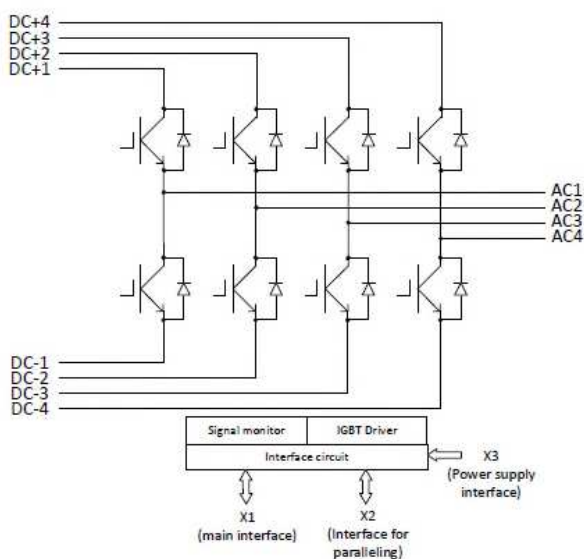 DC+4
DC+3
DC+2
DC+1
AC1
AC2
AC3
AC4
DC-1
DC-2
DC-3
DC-4
Signal monitor
IGBT Driver
Interface circuit
X3
(Power supply
interface)
X1
(main interface)
X2
(Interface for
paralleling)